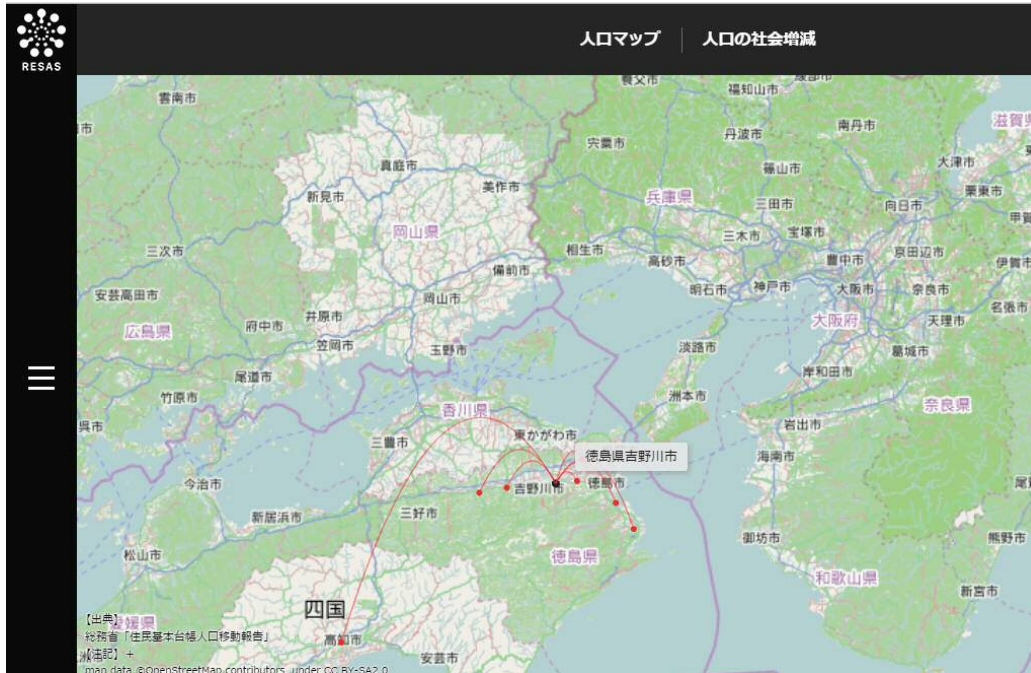 RESAS
人口マップ
人口の社会増減
養父市
福知山市
雲南市
丹波市
南丹市
滋賀県
宍粟市
大津市
真庭市
篠山市
美作市
栗東市
新見市
兵庫県
三田市
向日市
甲賀
岡山県
三木市
宝塚市
三次市
相生市
高砂市
豊中市
京田辺市
伊賀市
備前市
明石市
神戸市
大阪市
奈良市
安芸高田市
岡山市
名張市
井原市
大阪府
天理市
広島県
府中市
笠岡市
玉野市
淡路市
葛城市
尾道市
岸和田市
竹原市
洲本市
奈良県
香川県
呉市
岩出市
三豊市
東かがわ市
徳島県吉野川市
海南市
今治市
吉野川市
徳島市
新居浜市
三好市
御坊市
熊野市
松山市
徳島県
和歌山県
新宮市
四国
【出典】
愛媛県
総務省「住民基本台帳人口移動報告」
高知市
【注記】+
安芸市
map data ©OpenStreetMap contributors, under CC BY-SA2.0